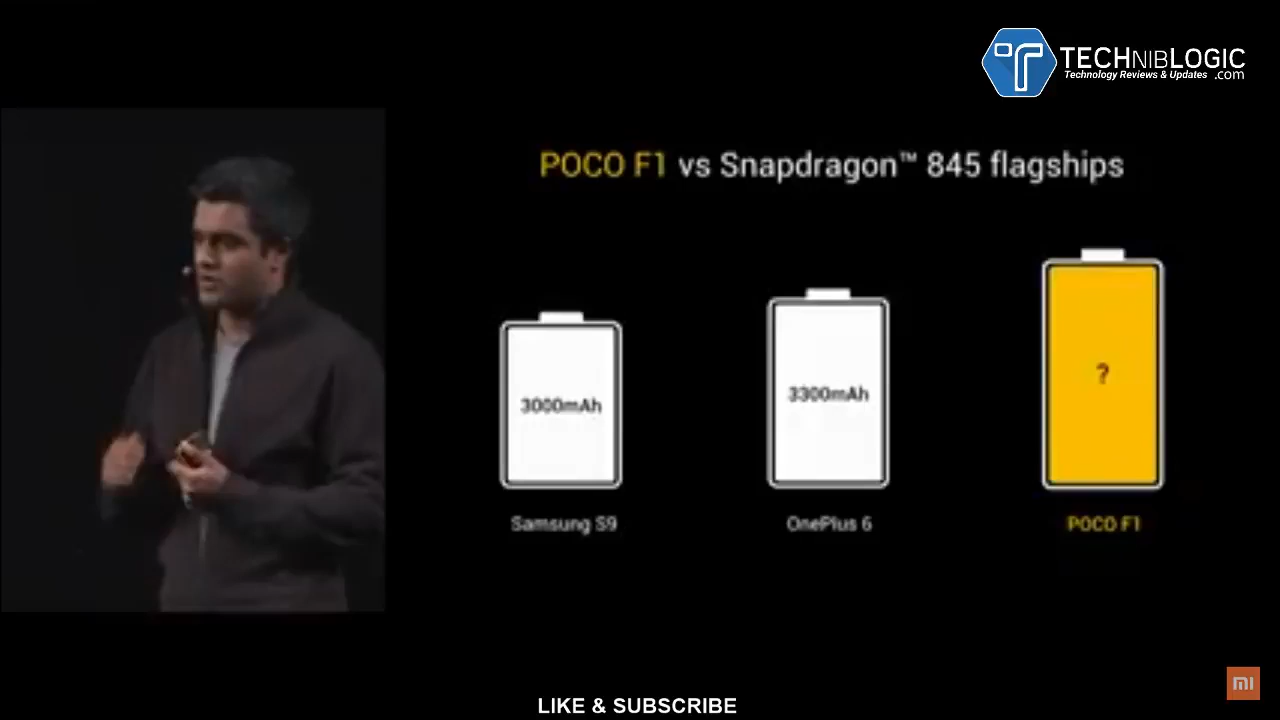 TECHNIBLOGIC
Technology Reviews & Updates .com
POCO F1 vs Snapdragon™ 845 flagships
3000mAh
3300mAh
?
Samsung S9
OnePlus 6
POCO F1
MI
LIKE & SUBSCRIBE